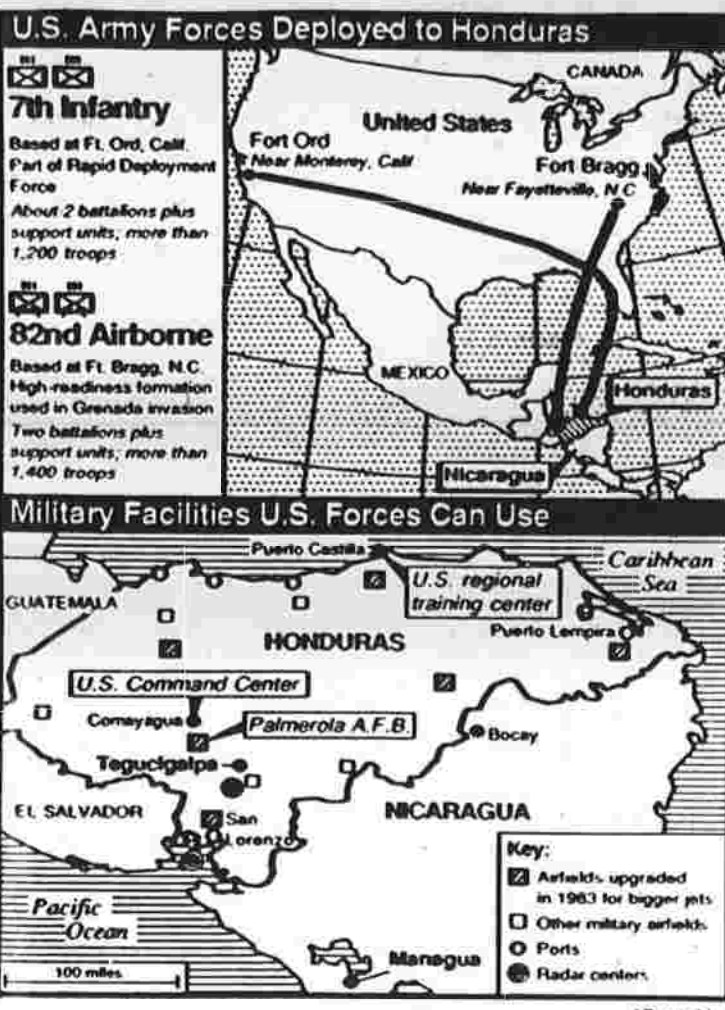 U.S. Army Forces Deployed to Honduras
7th Infantry
Based at Ft. Ord, Calif.
Part of Rapid Deployment
Force
About 2 battalions plus
support units; more than
1,200 troops
82nd Airborne
Based at Ft. Bragg, N.C.
High-readiness formation
used in Grenada invasion
Two battalions plus
support units; more than
1,400 troops
CANADA
United States
Fort Ord
Near Monterey, Calif
Fort Bragg
Near Fayetteville, N C
MEXICO
Honduras
Nicaragua
Military Facilities U.S. Forces Can Use
Puerto Castilla
Caribbean
Sea
U.S. regional
training center
GUATEMALA
HONDURAS
Puerto Lempira
U.S. Command Center
Comayagua
Palmerola A.F.B.
Bocay
Tegucigalpa
EL SALVADOR
San
Lorenzo
NICARAGUA
Pacific
Ocean
100 miles
Managua
Key:
Airfields upgraded
in 1983 for bigger jets
Other military airfields
Ports
Radar centers